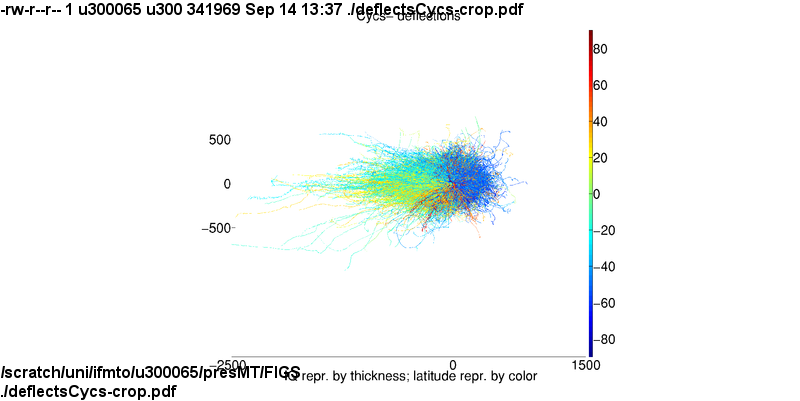 -rw-r--r-- 1 u300065 u300 341969 Sep 14 13:37 ./deflectsCycs-crop.pdf
Cycs− deflections
80
60
40
20
0
−20
−40
−60
−80
500
0
−500
−2500 0 1500
IQ repr. by thickness; latitude repr. by color
/scratch/uni/ifmto/u300065/presMT/FIGS
./deflectsCycs-crop.pdf